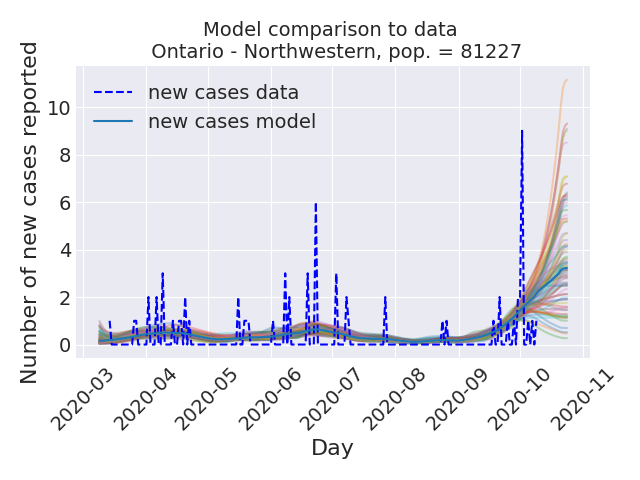 Model comparison to data
Ontario - Northwestern, pop. = 81227
Number of new cases reported
new cases data
new cases model
10
8
6
4
2
0
2020-03
2020-04
2020-05
2020-06
2020-07
2020-08
2020-09
2020-10
2020-11
Day